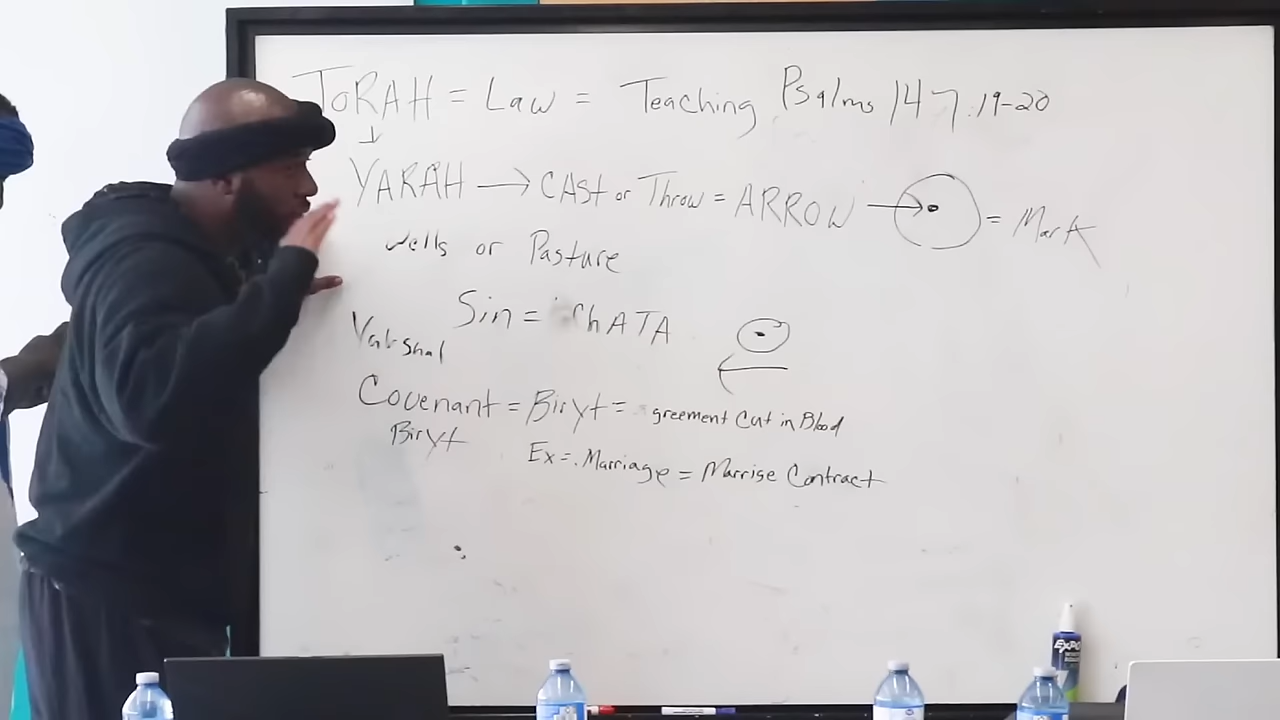 ToRAH = Law = Teaching Psalms 147:19-20
YARAH → CASt or Throw = ARROW = Mark
wells or Pasture
Sin = ChATA
Covenant = Biryt = greement Cut in Blood
Biryt
Ex = Marriage = Marrise Contract
EXPO